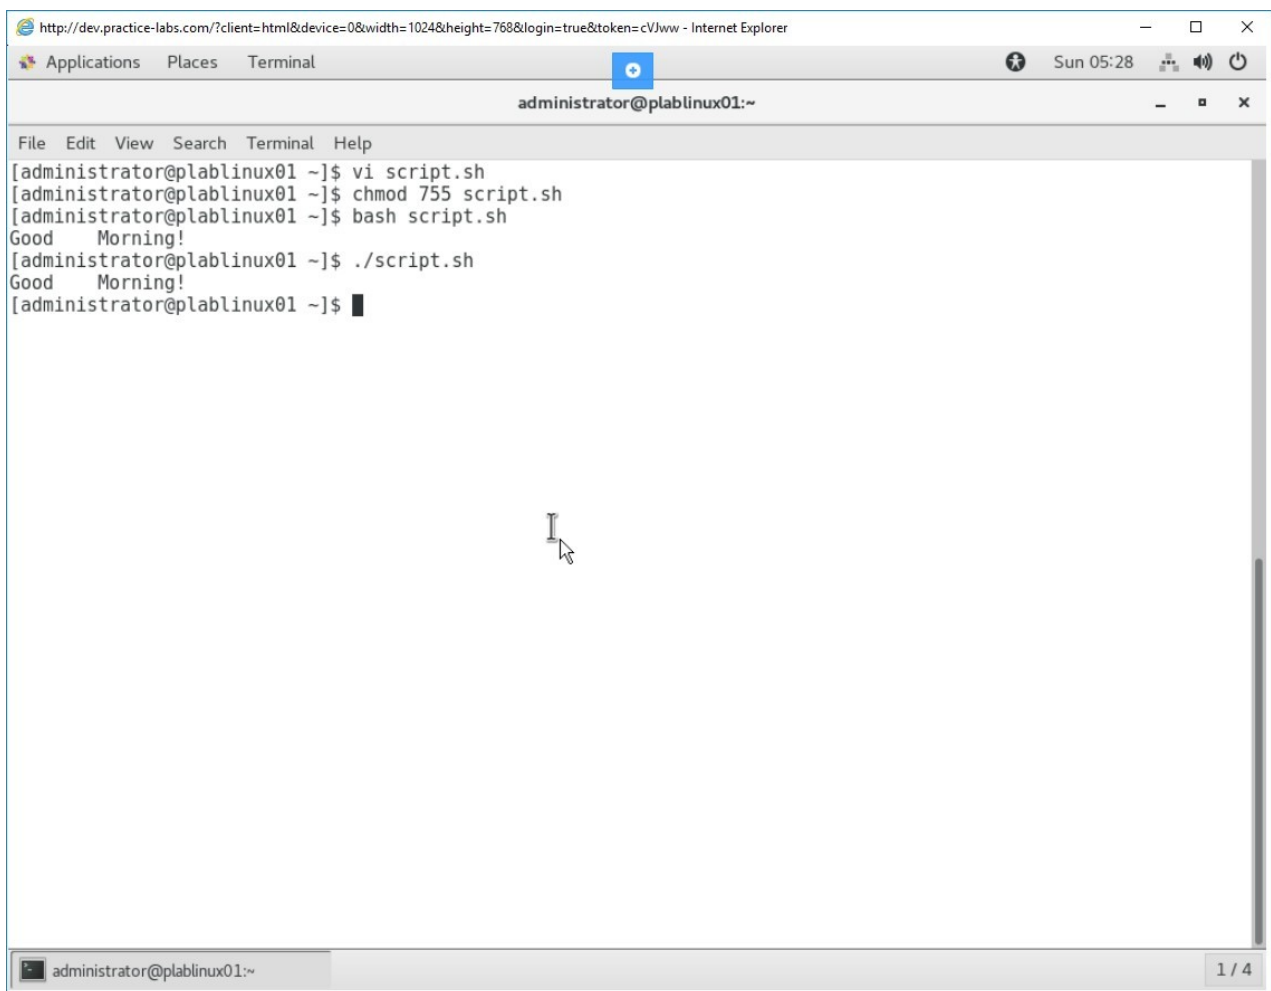 http://dev.practice-labs.com/?client=html&device=0&width=1024&height=768&login=true&token=cVJww - Internet Explorer
Applications Places Terminal Sun 05:28
administrator@plablinux01:~
File Edit View Search Terminal Help
[administrator@plablinux01 ~]$ vi script.sh
[administrator@plablinux01 ~]$ chmod 755 script.sh
[administrator@plablinux01 ~]$ bash script.sh
Good    Morning!
[administrator@plablinux01 ~]$ ./script.sh
Good    Morning!
[administrator@plablinux01 ~]$
administrator@plablinux01:~ 1 / 4